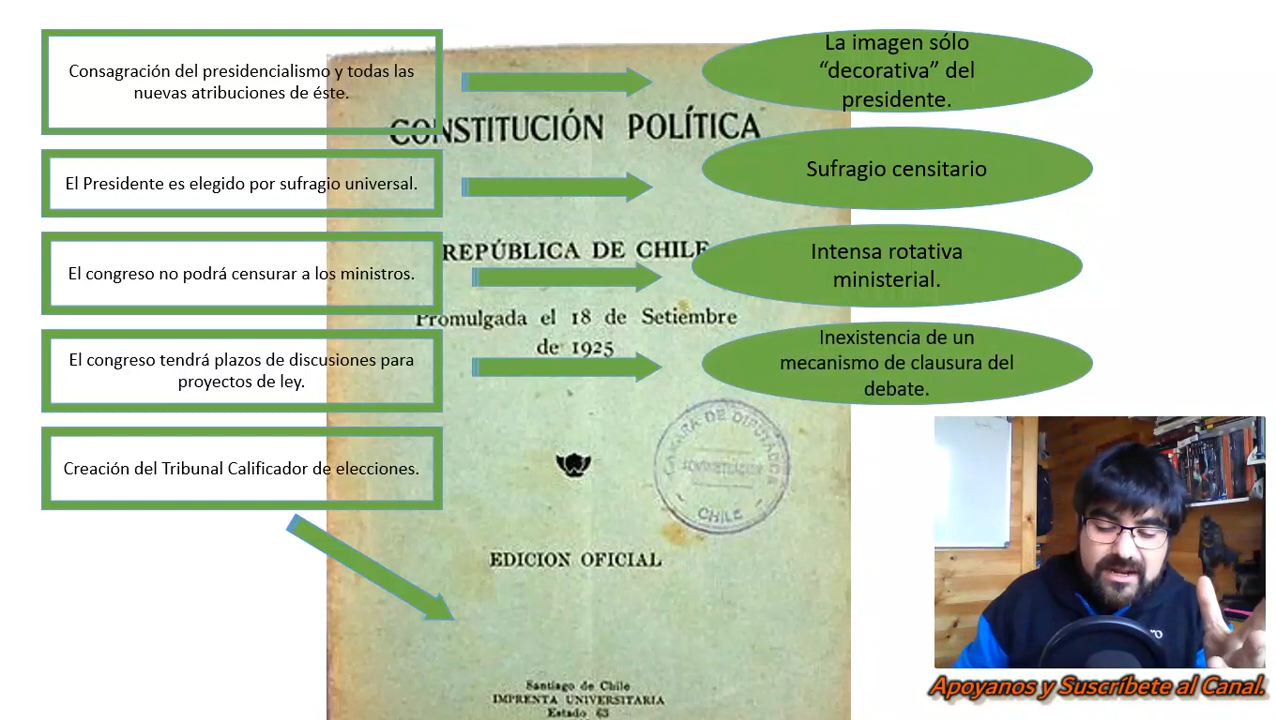 Consagración del presidencialismo y todas las
nuevas atribuciones de éste.
La imagen sólo
“decorativa” del
presidente.
CONSTITUCIÓN POLÍTICA
El Presidente es elegido por sufragio universal.
Sufragio censitario
REPÚBLICA DE CHILE
El congreso no podrá censurar a los ministros.
Intensa rotativa
ministerial.
Promulgada el 18 de Setiembre
de 1925
El congreso tendrá plazos de discusiones para
proyectos de ley.
Inexistencia de un
mecanismo de clausura del
debate.
Creación del Tribunal Calificador de elecciones.
CAMARA DE DIPUTADOS
CHILE
EDICION OFICIAL
Santiago de Chile
IMPRENTA UNIVERSITARIA
Estado 63
Apoyanos y Suscríbete al Canal.